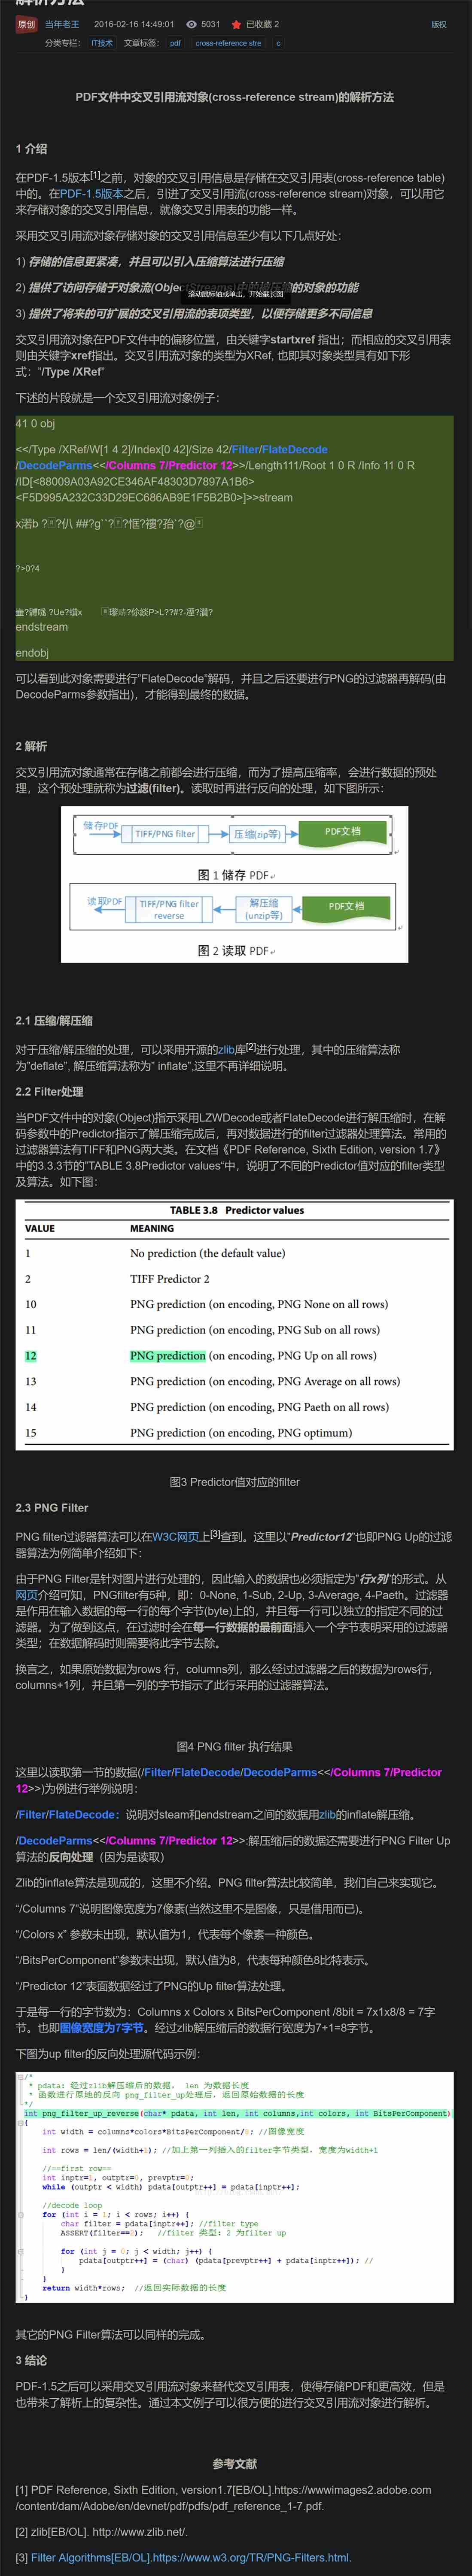 原创 当年老王 2016-02-16 14:49:01 5031 已收藏 2 版权
分类专栏: IT技术 文章标签: pdf cross-reference stre c
PDF文件中交叉引用流对象(cross-reference stream)的解析方法
1 介绍
在PDF-1.5版本[1]之前，对象的交叉引用信息是存储在交叉引用表(cross-reference table)
中的。在PDF-1.5版本之后，引进了交叉引用流(cross-reference stream)对象，可以用它
来存储对象的交叉引用信息，就像交叉引用表的功能一样。
采用交叉引用流对象存储对象的交叉引用信息至少有以下几点好处：
1) 存储的信息更紧凑，并且可以引入压缩算法进行压缩
2) 提供了访问存储于对象流(Object 的对象的功能
滚动鼠标轴或单击，开始截长图
3) 提供了将来的可扩展的交叉引用流的表项类型，以便存储更多不同信息
交叉引用流对象在PDF文件中的偏移位置，由关键字startxref 指出；而相应的交叉引用表
则由关键字xref指出。交叉引用流对象的类型为XRef, 也即其对象类型具有如下形
式："/Type /XRef"
下述的片段就是一个交叉引用流对象例子：
41 0 obj
<</Type /XRef/W[1 4 2]/Index[0 42]/Size 42/Filter/FlateDecode
/DecodeParms<</Columns 7/Predictor 12>>/Length111/Root 1 0 R /Info 11 0 R
/ID[<88009A03A92CE346AF48303D7897A1B6>
<F5D995A232C33D29EC686AB9E1F5B2B0>]>>stream
?>0?4
endstream
endobj
可以看到此对象需要进行"FlateDecode"解码，并且之后还要进行PNG的过滤器再解码(由
DecodeParms参数指出)，才能得到最终的数据。
2 解析
交叉引用流对象通常在存储之前都会进行压缩，而为了提高压缩率，会进行数据的预处
理，这个预处理就称为过滤(filter)。读取时再进行反向的处理，如下图所示：
储存PDF TIFF/PNG filter 压缩(zip等) PDF文档
图 1 储存 PDF
读取PDF TIFF/PNG filter reverse 解压缩 (unzip等) PDF文档
图 2 读取 PDF
2.1 压缩/解压缩
对于压缩/解压缩的处理，可以采用开源的zlib库[2]进行处理，其中的压缩算法称
为"deflate", 解压缩算法称为" inflate",这里不再详细说明。
2.2 Filter处理
当PDF文件中的对象(Object)指示采用LZWDecode或者FlateDecode进行解压缩时，在解
码参数中的Predictor指示了解压缩完成后，再对数据进行的filter过滤器处理算法。常用的
过滤器算法有TIFF和PNG两大类。在文档《PDF Reference, Sixth Edition, version 1.7》
中的3.3.3节的"TABLE 3.8Predictor values"中，说明了不同的Predictor值对应的filter类型
及算法。如下图：
TABLE 3.8 Predictor values
VALUE MEANING
1 No prediction (the default value)
2 TIFF Predictor 2
10 PNG prediction (on encoding, PNG None on all rows)
11 PNG prediction (on encoding, PNG Sub on all rows)
12 PNG prediction (on encoding, PNG Up on all rows)
13 PNG prediction (on encoding, PNG Average on all rows)
14 PNG prediction (on encoding, PNG Paeth on all rows)
15 PNG prediction (on encoding, PNG optimum)
图3 Predictor值对应的filter
2.3 PNG Filter
PNG filter过滤器算法可以在W3C网页上[3]查到。这里以"Predictor12"也即PNG Up的过滤
器算法为例简单介绍如下：
由于PNG Filter是针对图片进行处理的，因此输入的数据也必须指定为"行x列"的形式。从
网页介绍可知，PNGfilter有5种，即：0-None, 1-Sub, 2-Up, 3-Average, 4-Paeth。过滤器
是作用在输入数据的每一行的每个字节(byte)上的，并且每一行可以独立的指定不同的过
滤器。为了做到这点，在过滤时会在每一行数据的最前面插入一个字节表明采用的过滤器
类型；在数据解码时则需要将此字节去除。
换言之，如果原始数据为rows 行，columns列，那么经过过滤器之后的数据为rows行，
columns+1列，并且第一列的字节指示了此行采用的过滤器算法。
图4 PNG filter 执行结果
这里以读取第一节的数据(/Filter/FlateDecode/DecodeParms<</Columns 7/Predictor
12>>)为例进行举例说明：
/Filter/FlateDecode：说明对steam和endstream之间的数据用zlib的inflate解压缩。
/DecodeParms<</Columns 7/Predictor 12>>:解压缩后的数据还需要进行PNG Filter Up
算法的反向处理（因为是读取）
Zlib的inflate算法是现成的，这里不介绍。PNG filter算法比较简单，我们自己来实现它。
"/Columns 7"说明图像宽度为7像素(当然这里不是图像，只是借用而已)。
"/Colors x" 参数未出现，默认值为1，代表每个像素一种颜色。
"/BitsPerComponent"参数未出现，默认值为8，代表每种颜色8比特表示。
"/Predictor 12"表面数据经过了PNG的Up filter算法处理。
于是每一行的字节数为：Columns x Colors x BitsPerComponent /8bit = 7x1x8/8 = 7字
节。也即图像宽度为7字节。经过zlib解压缩后的数据行宽度为7+1=8字节。
下图为up filter的反向处理源代码示例：
/*
* pdata: 经过zlib解压缩后的数据， len 为数据长度
* 函数进行原地的反向 png_filter_up处理后，返回原始数据的长度
*/
int png_filter_up_reverse(char* pdata, int len, int columns,int colors, int BitsPerComponent)
{
int width = columns*colors*BitsPerComponent/8; //图像宽度
int rows = len/(width+1); //加上第一列插入的filter字节类型，宽度为width+1
//==first row==
int inptr=1, outptr=0, prevptr=0;
while (outptr < width) pdata[outptr++] = pdata[inptr++];
//decode loop
for (int i = 1; i < rows; i++) {
char filter = pdata[inptr++]; //filter type
ASSERT(filter==2); //filter 类型: 2 为filter up
for (int j = 0; j < width; j++) {
pdata[outptr++] = (char) (pdata[prevptr++] + pdata[inptr++]); //
}
}
return width*rows; //返回实际数据的长度
}
其它的PNG Filter算法可以同样的完成。
3 结论
PDF-1.5之后可以采用交叉引用流对象来替代交叉引用表，使得存储PDF和更高效，但是
也带来了解析上的复杂性。通过本文例子可以很方便的进行交叉引用流对象进行解析。
参考文献
[1] PDF Reference, Sixth Edition, version1.7[EB/OL].https://wwwimages2.adobe.com
/content/dam/Adobe/en/devnet/pdf/pdfs/pdf_reference_1-7.pdf.
[2] zlib[EB/OL]. http://www.zlib.net/.
[3] Filter Algorithms[EB/OL].https://www.w3.org/TR/PNG-Filters.html.